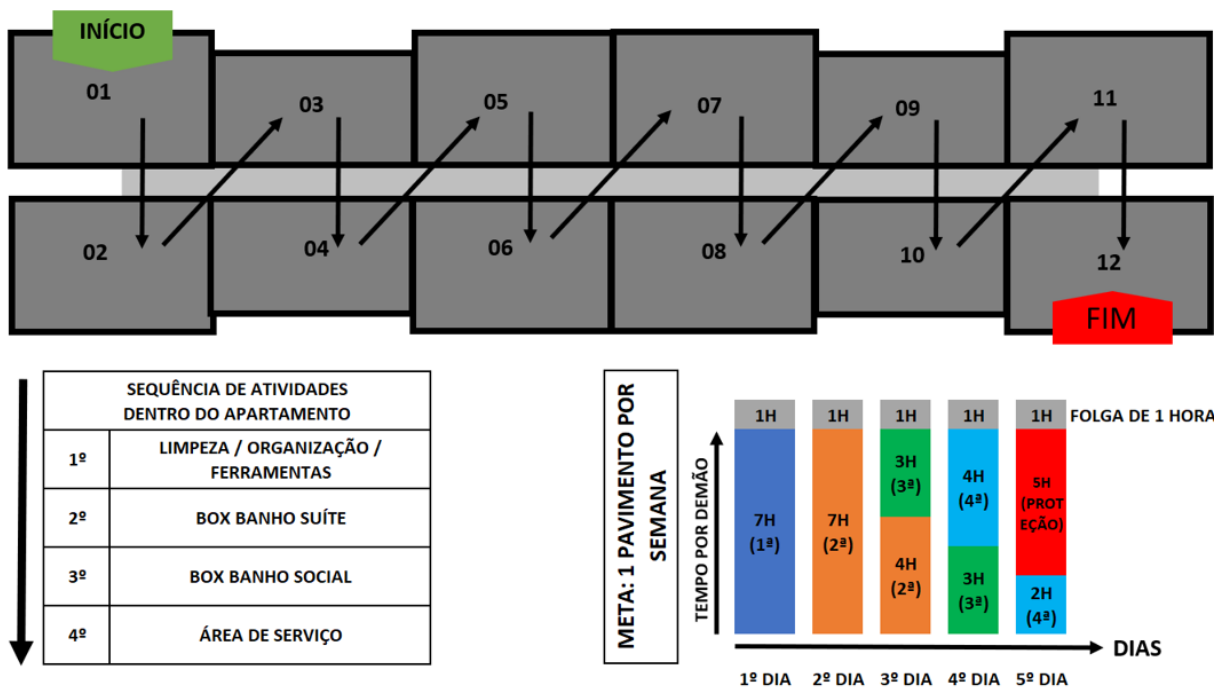 INÍCIO
01
03
05
07
09
11
02
04
06
08
10
12
FIM
SEQUÊNCIA DE ATIVIDADES
DENTRO DO APARTAMENTO
1º
LIMPEZA / ORGANIZAÇÃO /
FERRAMENTAS
2º
BOX BANHO SUÍTE
3º
BOX BANHO SOCIAL
4º
ÁREA DE SERVIÇO
META: 1 PAVIMENTO POR
SEMANA
TEMPO POR DEMÃO
1H
1H
1H
1H
1H
FOLGA DE 1 HORA
7H
(1ª)
7H
(2ª)
3H
(3ª)
4H
(2ª)
4H
(4ª)
3H
(3ª)
5H
(PROT
EÇÃO)
2H
(4ª)
DIAS
1º DIA
2º DIA
3º DIA
4º DIA
5º DIA